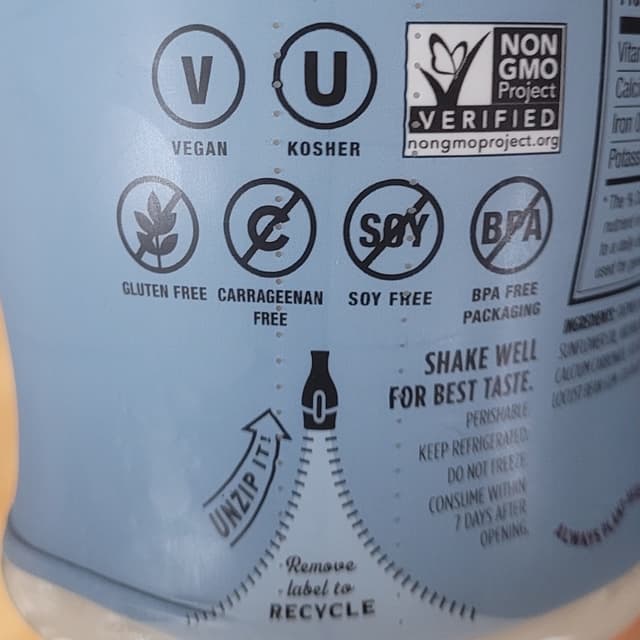 V
U
VEGAN
KOSHER
NON
GMO
Project
VERIFIED
nongmoproject.org
C
SOY
BPA
GLUTEN FREE
CARRAGEENAN
FREE
SOY FREE
BPA FREE
PACKAGING
SHAKE WELL
FOR BEST TASTE.
PERISHABLE
KEEP REFRIGERATED.
DO NOT FREEZE
CONSUME WITHIN
7 DAYS AFTER
OPENING.
UNZIP IT!
Remove
label to
RECYCLE
Iron
* The %
INGREDIENTS:
ALWAYS